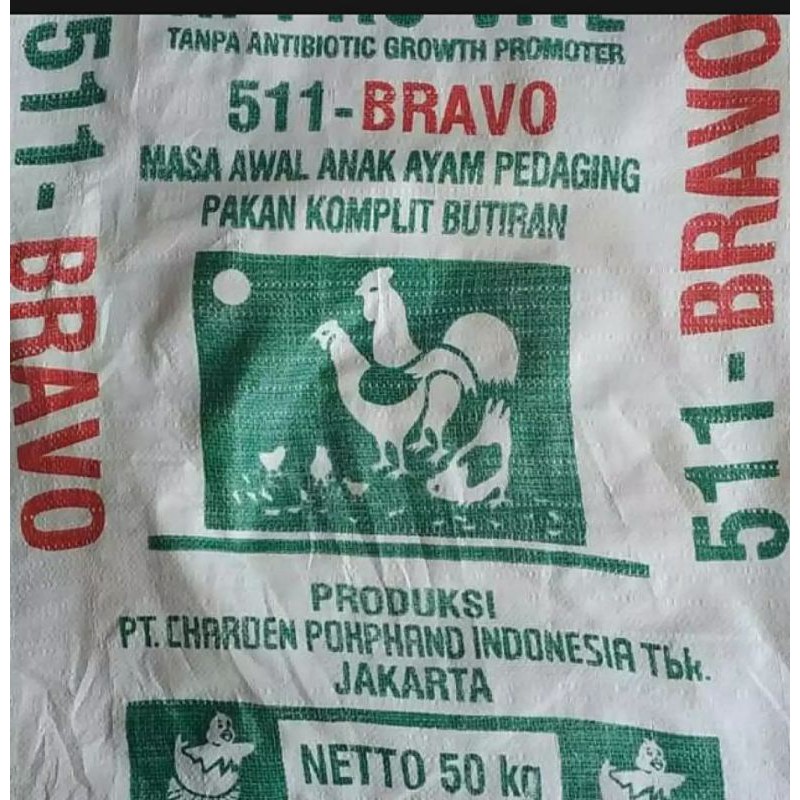 TANPA ANTIBIOTIC GROWTH PROMOTER
511-BRAVO
MASA AWAL ANAK AYAM PEDAGING
PAKAN KOMPLIT BUTIRAN
511-BRAVO
511-BRAVO
PRODUKSI
PT. CHAROEN POHPHAND INDONESIA Tbk.
JAKARTA
NETTO 50 kg